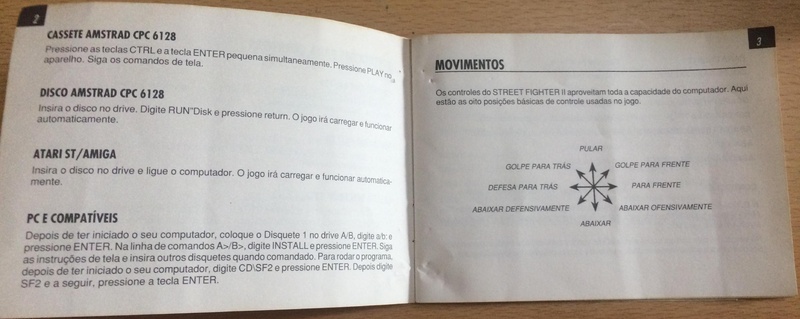 2
CASSETE AMSTRAD CPC 6128
Pressione as teclas CTRL e a tecla ENTER pequena simultaneamente. Pressione PLAY no
aparelho. Siga os comandos de tela.
DISCO AMSTRAD CPC 6128
Insira o disco no drive. Digite RUN"Disk e pressione return. O jogo irá carregar e funcionar
automaticamente.
ATARI ST/AMIGA
Insira o disco no drive e ligue o computador. O jogo irá carregar e funcionar automatica-
mente.
PC E COMPATÍVEIS
Depois de ter iniciado o seu computador, coloque o Disquete 1 no drive A/B, digite a/b: e
pressione ENTER. Na linha de comandos A>/B>, digite INSTALL e pressione ENTER. Siga
as instruções de tela e insira outros disquetes quando comandado. Para rodar o programa,
depois de ter iniciado o seu computador, digite CD\SF2 e pressione ENTER. Depois digite
SF2 e a seguir, pressione a tecla ENTER.
3
MOVIMENTOS
Os controles do STREET FIGHTER II aproveitam toda a capacidade do computador. Aqui
estão as oito posições básicas de controle usadas no jogo.
PULAR
GOLPE PARA TRÁS GOLPE PARA FRENTE
DEFESA PARA TRÁS PARA FRENTE
ABAIXAR DEFENSIVAMENTE ABAIXAR OFENSIVAMENTE
ABAIXAR